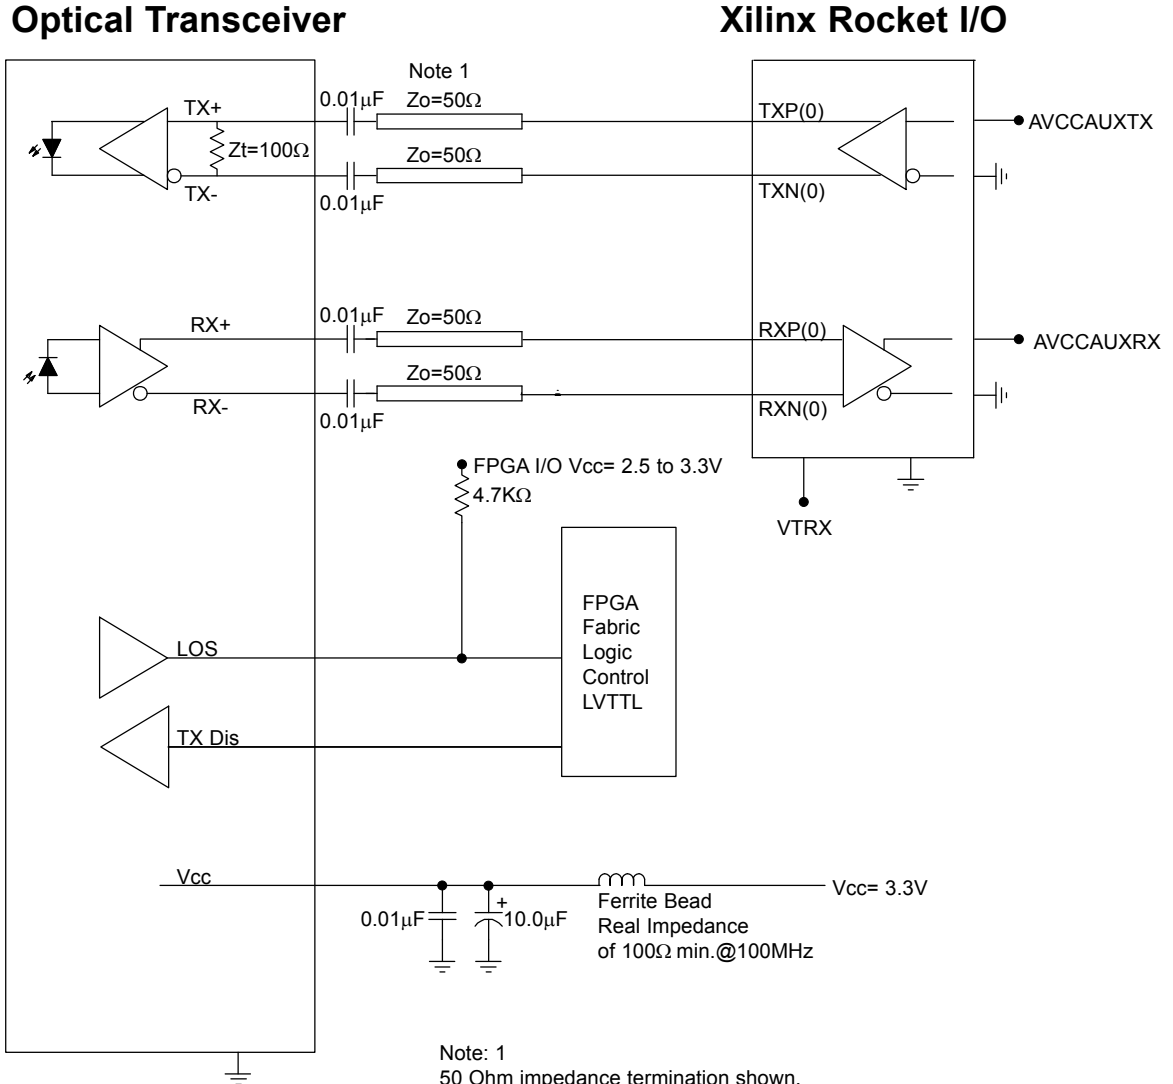 Optical Transceiver
Xilinx Rocket I/O
Note 1
0.01μF
Zo=50Ω
TX+
TXP(0)
AVCCAUXTX
Zt=100Ω
Zo=50Ω
TX-
0.01μF
TXN(0)
0.01μF
Zo=50Ω
RX+
RXP(0)
AVCCAUXRX
Zo=50Ω
RX-
0.01μF
RXN(0)
FPGA I/O Vcc= 2.5 to 3.3V
4.7KΩ
VTRX
FPGA
Fabric
Logic
Control
LVTTL
LOS
TX Dis
Vcc
Vcc= 3.3V
0.01μF
+
10.0μF
Ferrite Bead
Real Impedance
of 100Ω min.@100MHz
Note: 1
50 Ohm impedance termination shown.